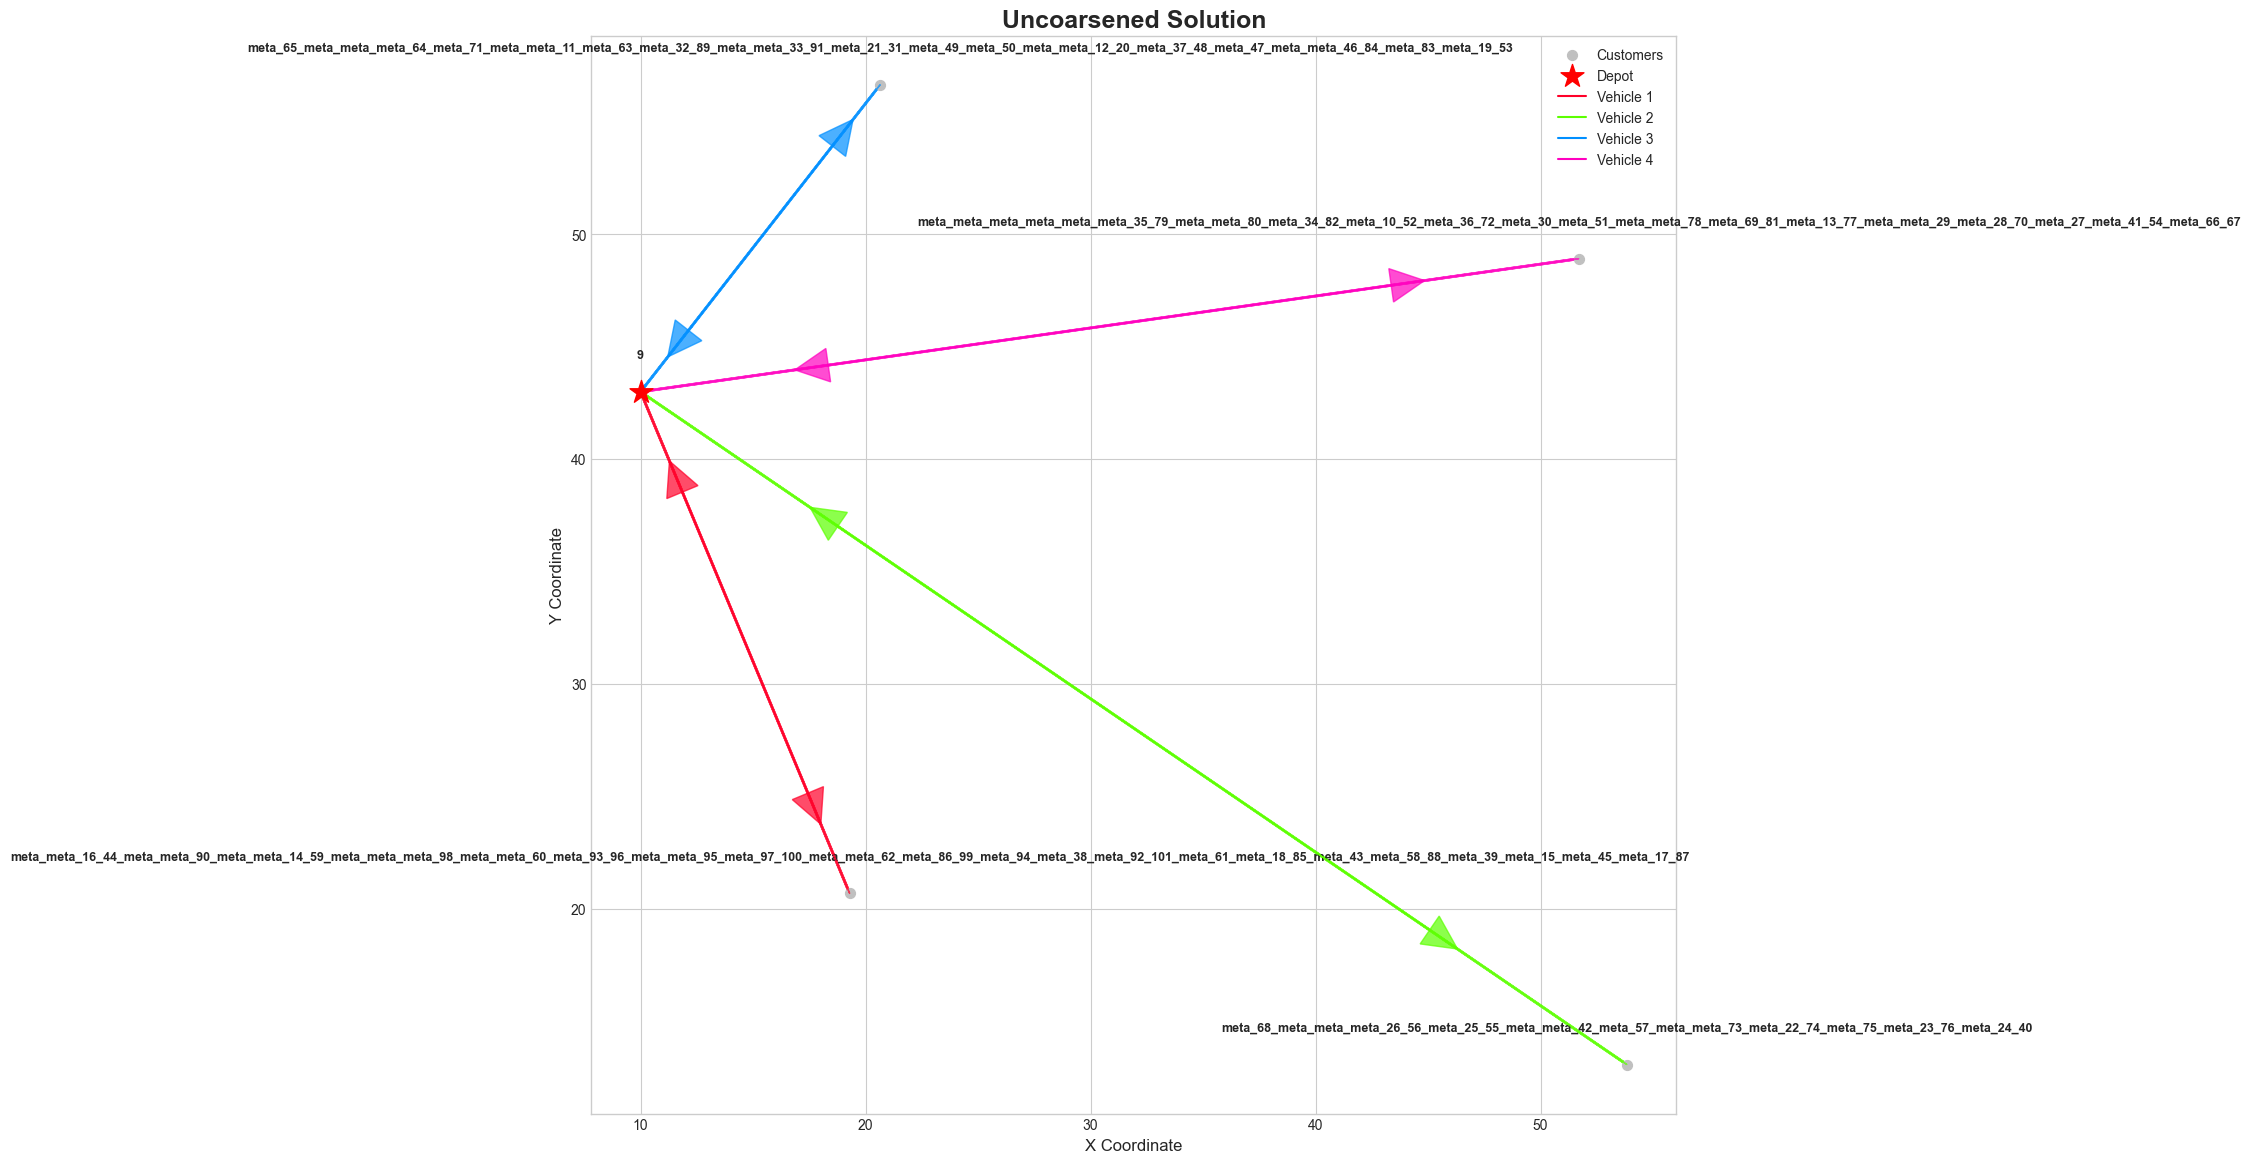 Uncoarsened Solution
meta_65_meta_meta_meta_64_meta_71_meta_meta_11_meta_63_meta_32_89_meta_meta_33_91_meta_21_31_meta_49_meta_50_meta_meta_12_20_meta_37_48_meta_47_meta_meta_46_84_meta_83_meta_19_53
Customers
Depot
Vehicle 1
Vehicle 2
Vehicle 3
Vehicle 4
meta_meta_meta_meta_meta_meta_35_79_meta_meta_80_meta_34_82_meta_10_52_meta_36_72_meta_30_meta_51_meta_meta_78_meta_69_81_meta_13_77_meta_meta_29_meta_28_70_meta_27_meta_41_54_meta_66_67
50
9
40
Y Coordinate
30
meta_meta_16_44_meta_meta_90_meta_meta_14_59_meta_meta_meta_98_meta_meta_60_meta_93_96_meta_meta_95_meta_97_100_meta_meta_62_meta_86_99_meta_94_meta_38_meta_92_101_meta_61_meta_18_85_meta_43_meta_58_88_meta_39_meta_15_meta_45_meta_17_87
20
meta_68_meta_meta_meta_26_56_meta_25_55_meta_meta_42_meta_57_meta_meta_73_meta_22_74_meta_75_meta_23_76_meta_24_40
10
20
30
40
50
X Coordinate